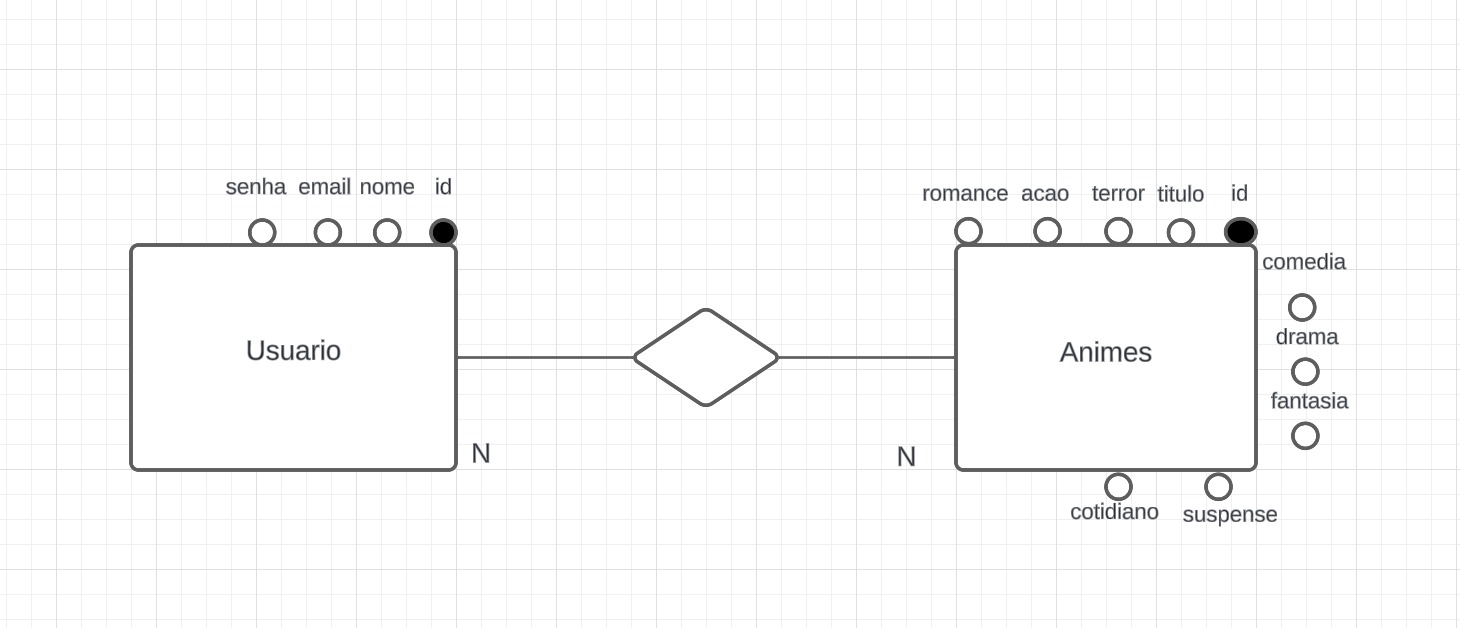 senha email nome id
romance acao terror titulo id
comedia
drama
fantasia
Usuario
Animes
N
N
cotidiano suspense